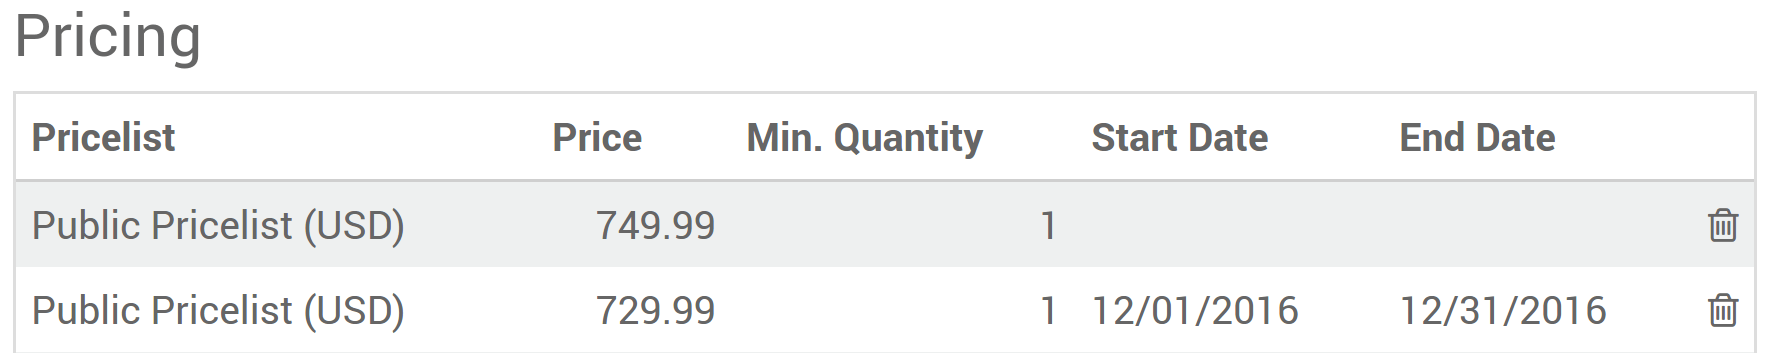 Pricing
Pricelist Price Min. Quantity Start Date End Date
Public Pricelist (USD) 749.99 1
Public Pricelist (USD) 729.99 1 12/01/2016 12/31/2016